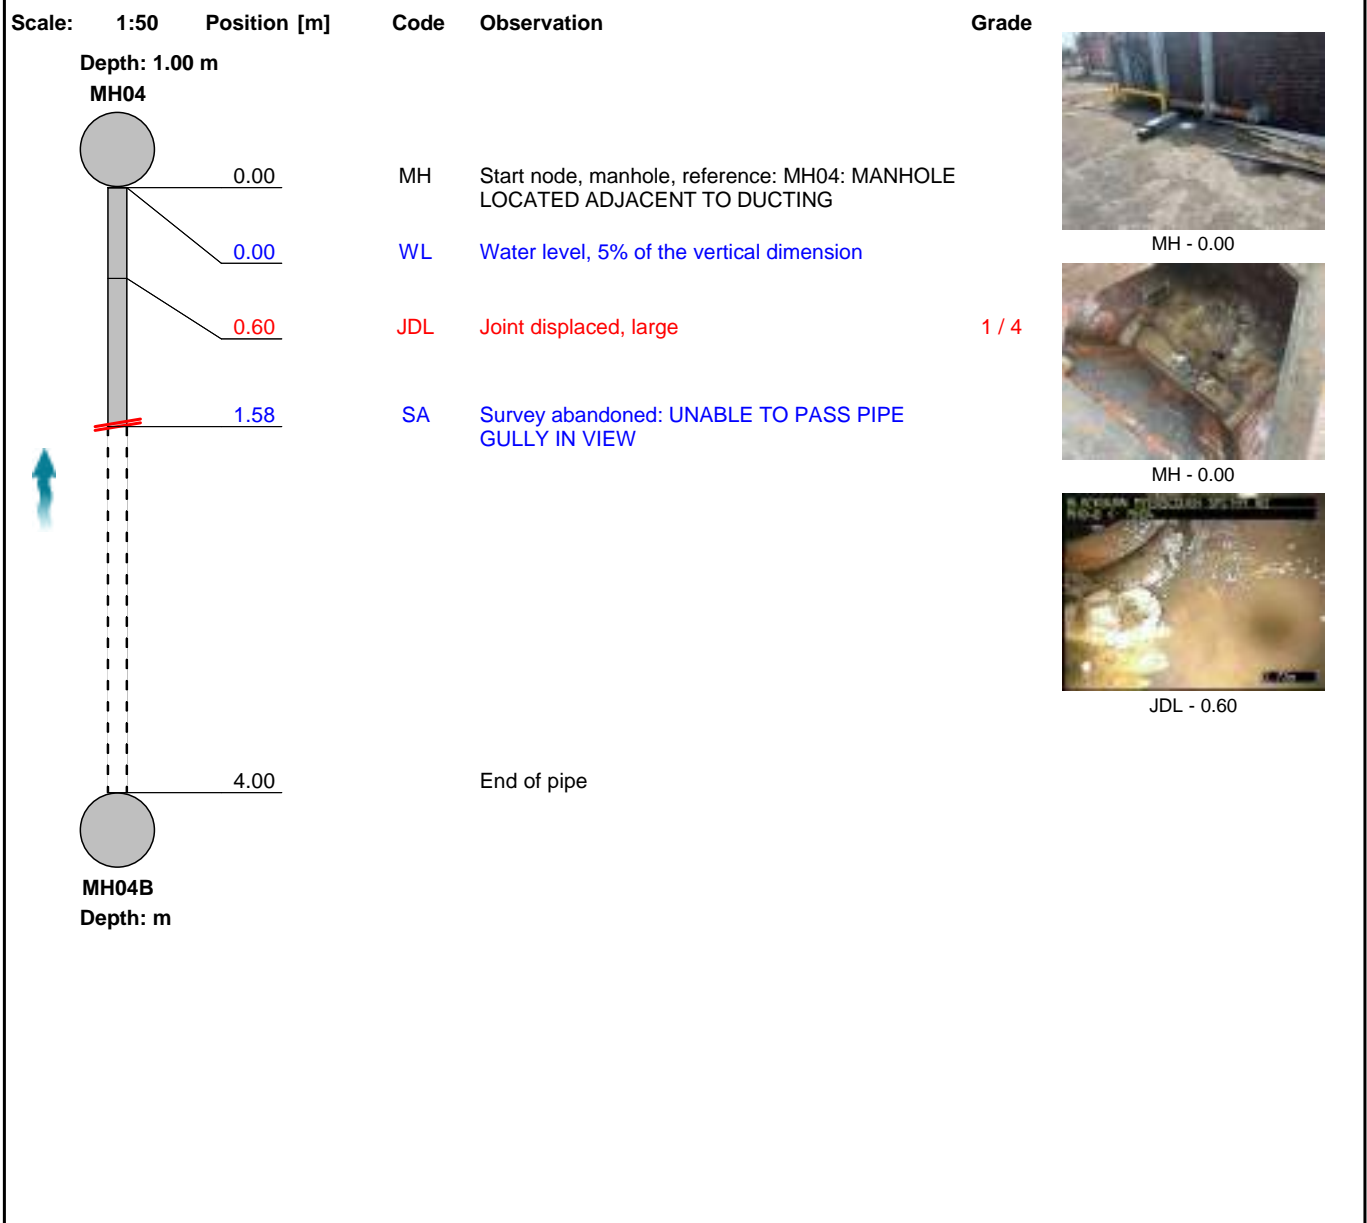 Scale: 1:50 Position [m] Code Observation Grade
Depth: 1.00 m
MH04
0.00 MH Start node, manhole, reference: MH04: MANHOLE
LOCATED ADJACENT TO DUCTING
0.00 WL Water level, 5% of the vertical dimension
0.60 JDL Joint displaced, large 1 / 4
1.58 SA Survey abandoned: UNABLE TO PASS PIPE
GULLY IN VIEW
4.00 End of pipe
MH04B
Depth: m
MH - 0.00
MH - 0.00
JDL - 0.60